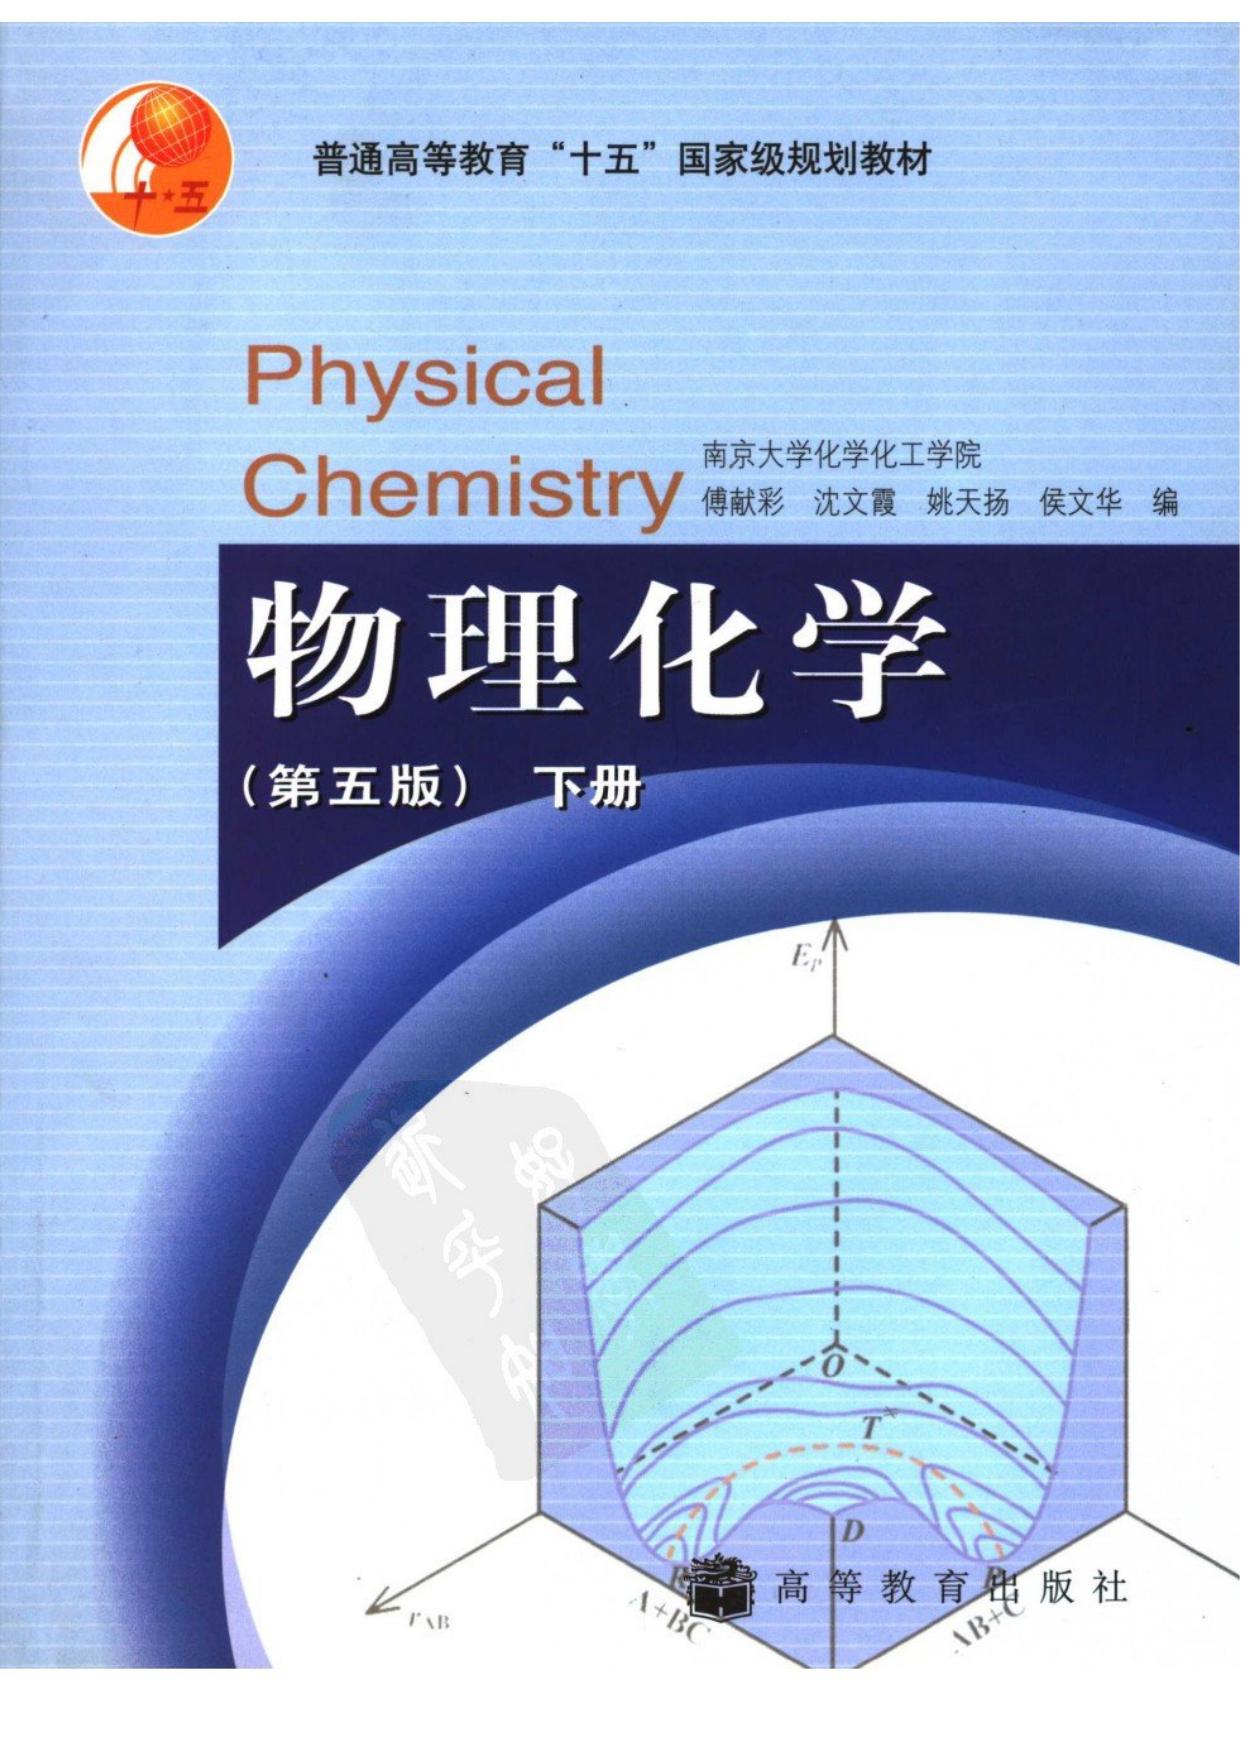 普通高等教育“十五”国家级规划教材
十★五
Physical
Chemistry
南京大学化学化工学院
傅献彩 沈文霞 姚天扬 侯文华 编
物理化学
（第五版） 下册
E_P
O
T≠
D
R P
高等教育出版社
r_AB A+BC AB+C